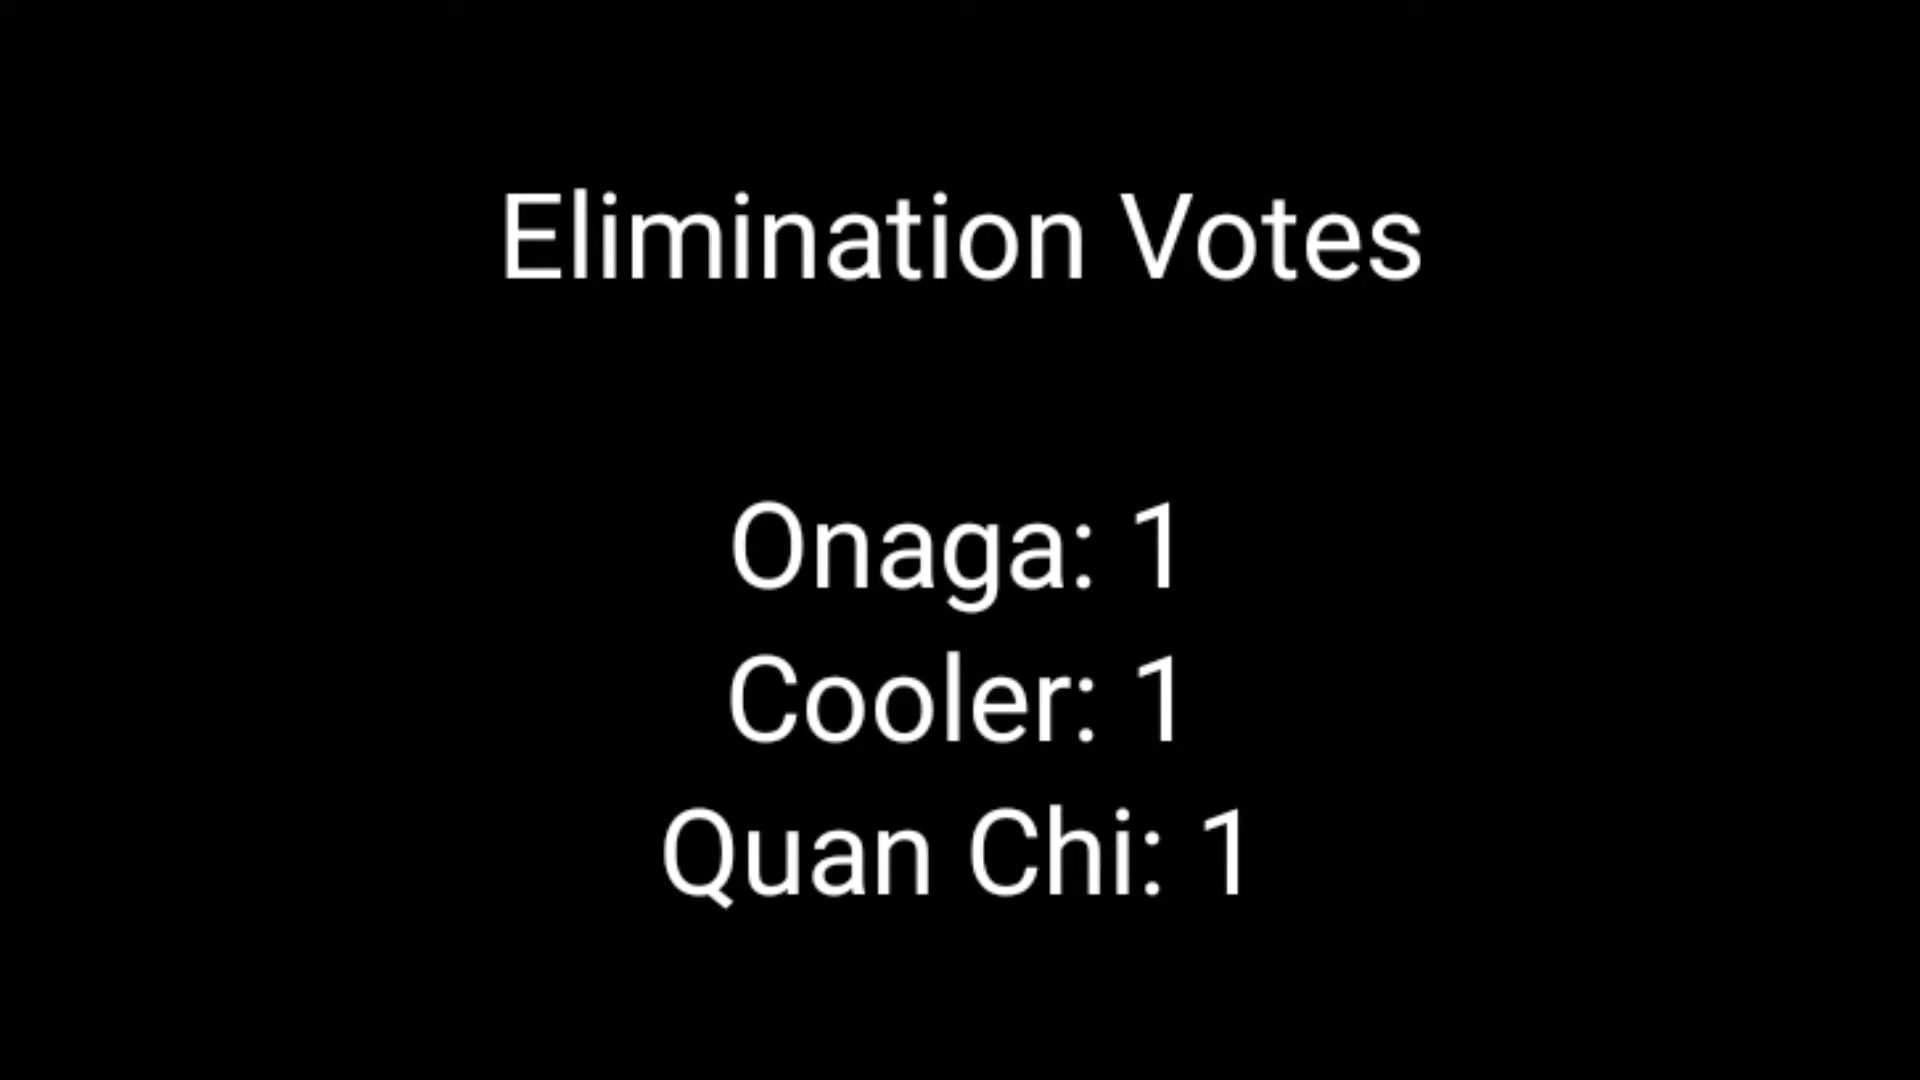 Elimination Votes
Onaga: 1
Cooler: 1
Quan Chi: 1